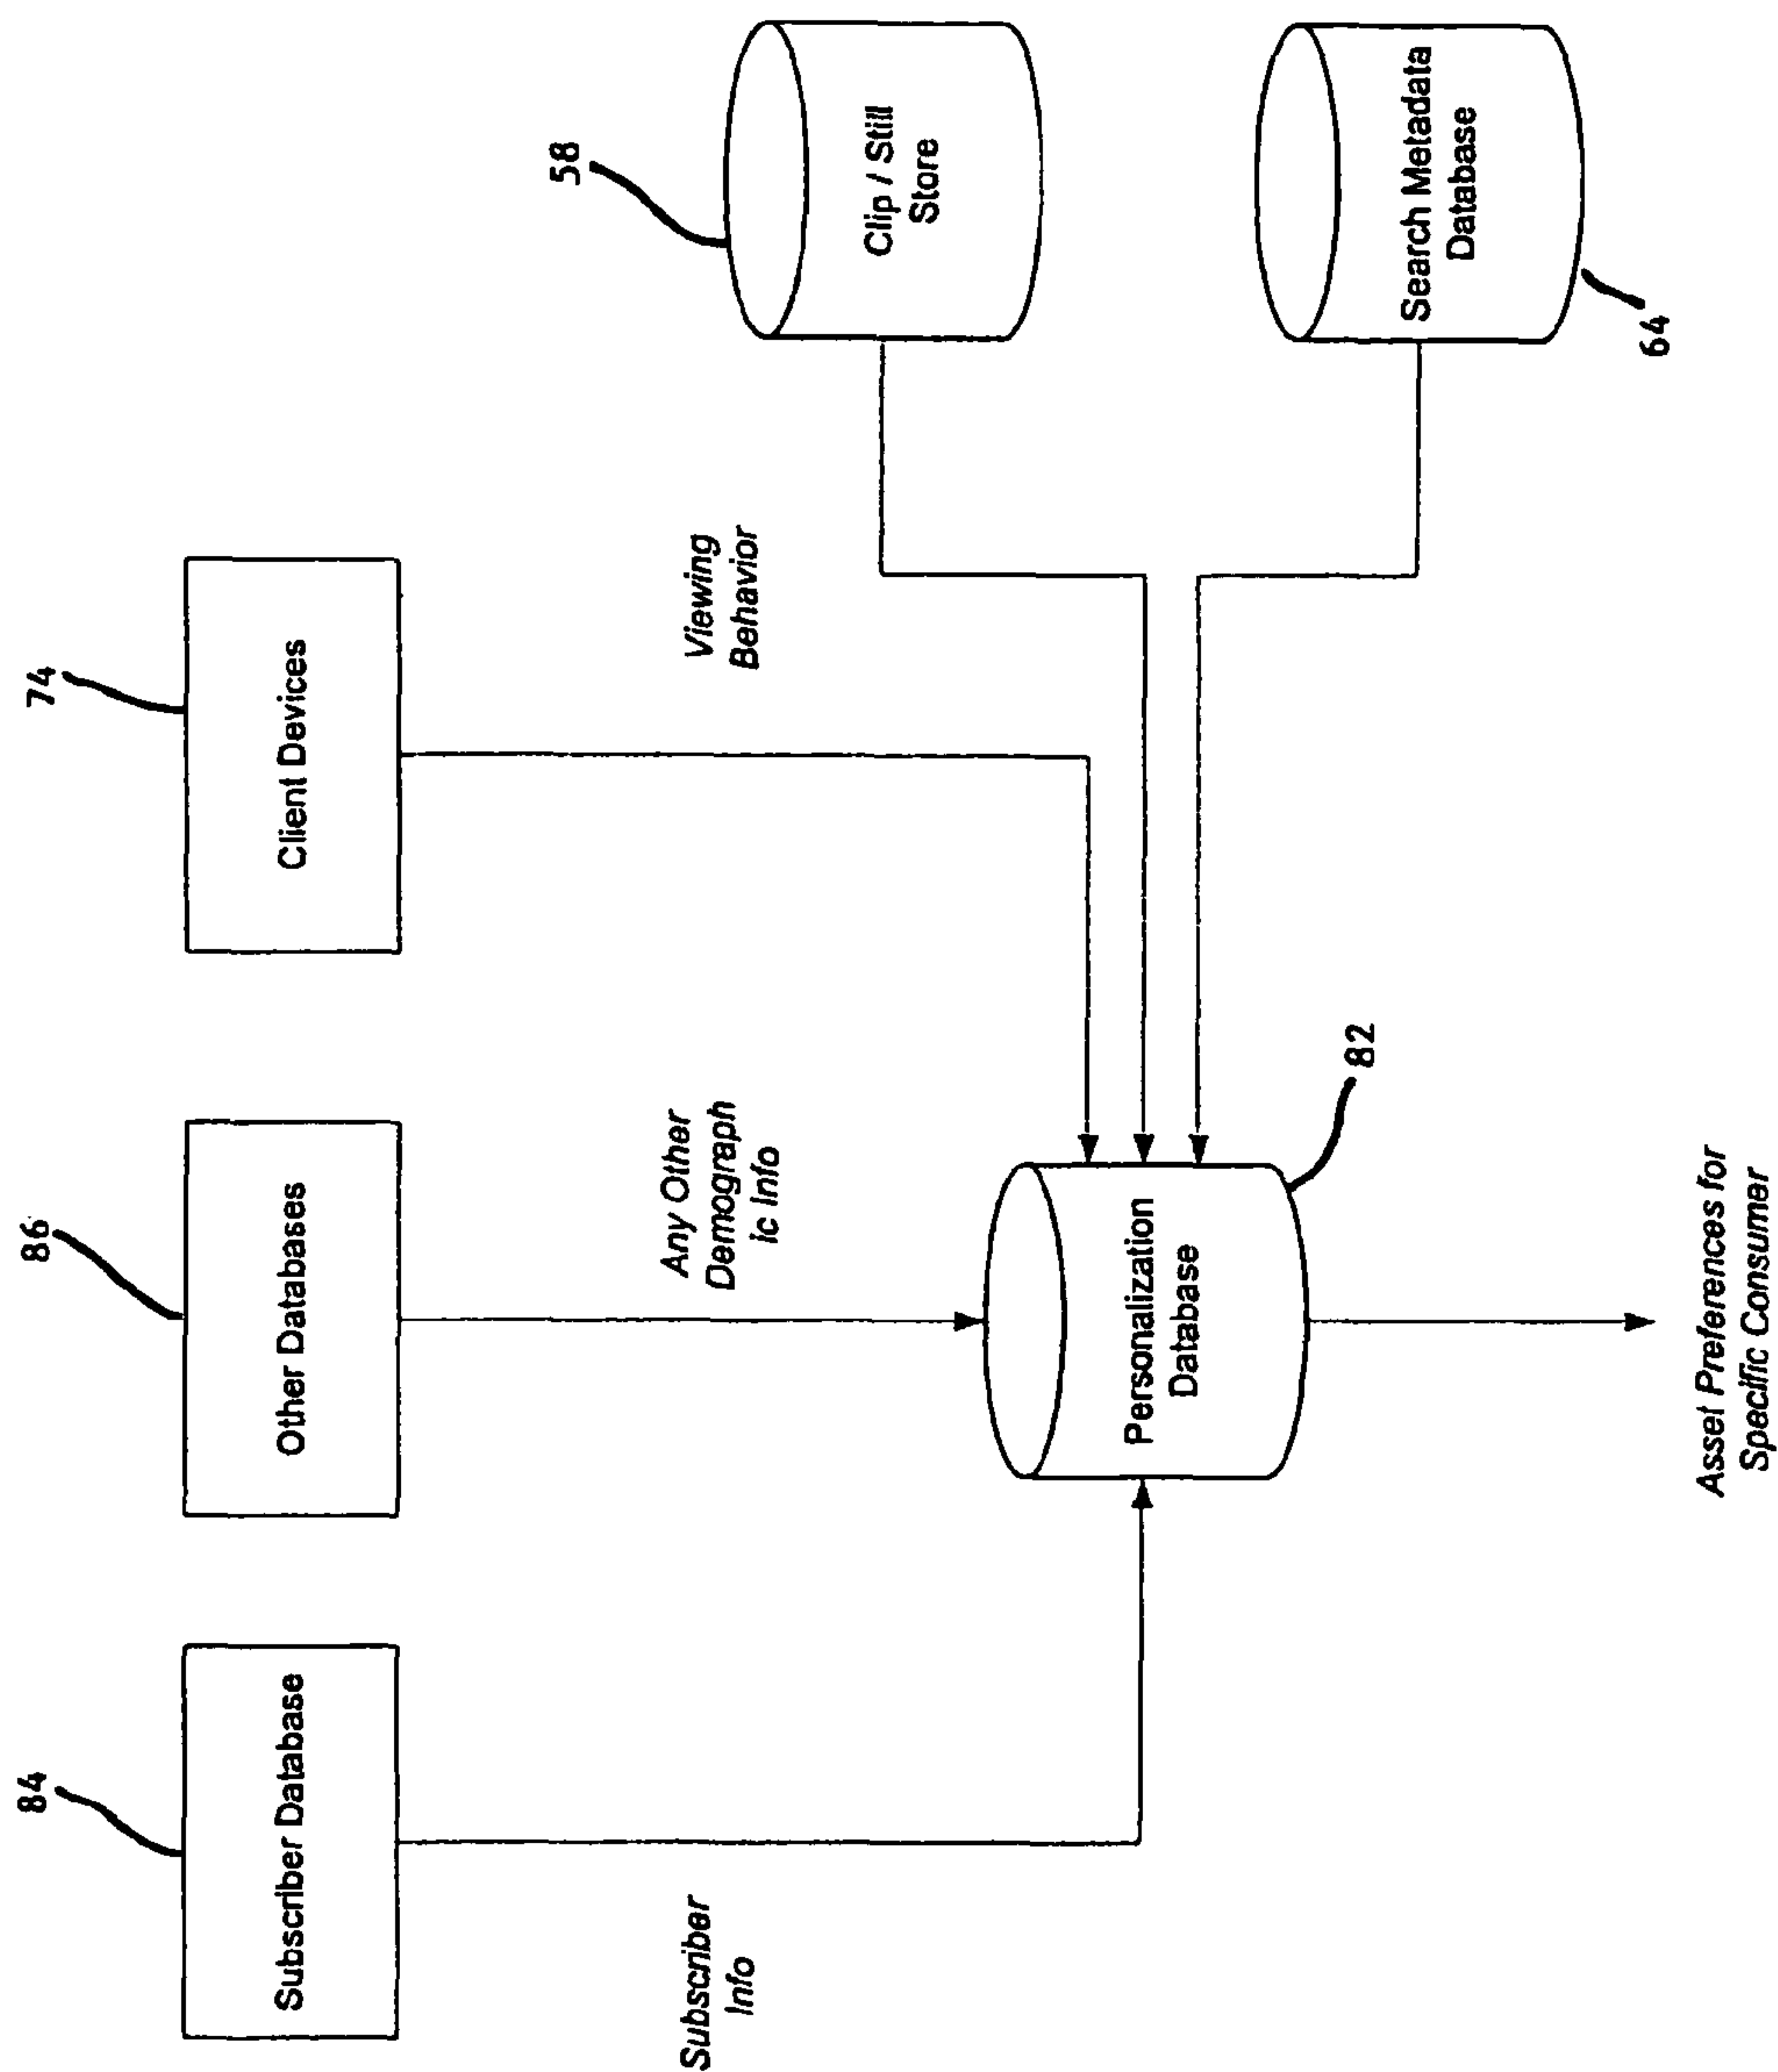 84
86
74
Subscriber Database
Other Databases
Client Devices
58
Subscriber
Info
Any Other
Demograph
ic Info
Viewing
Behavior
Clip / Still
Store
Personalization
Database
82
Search Metadata
Database
64
Asset Preferences for
Specific Consumer